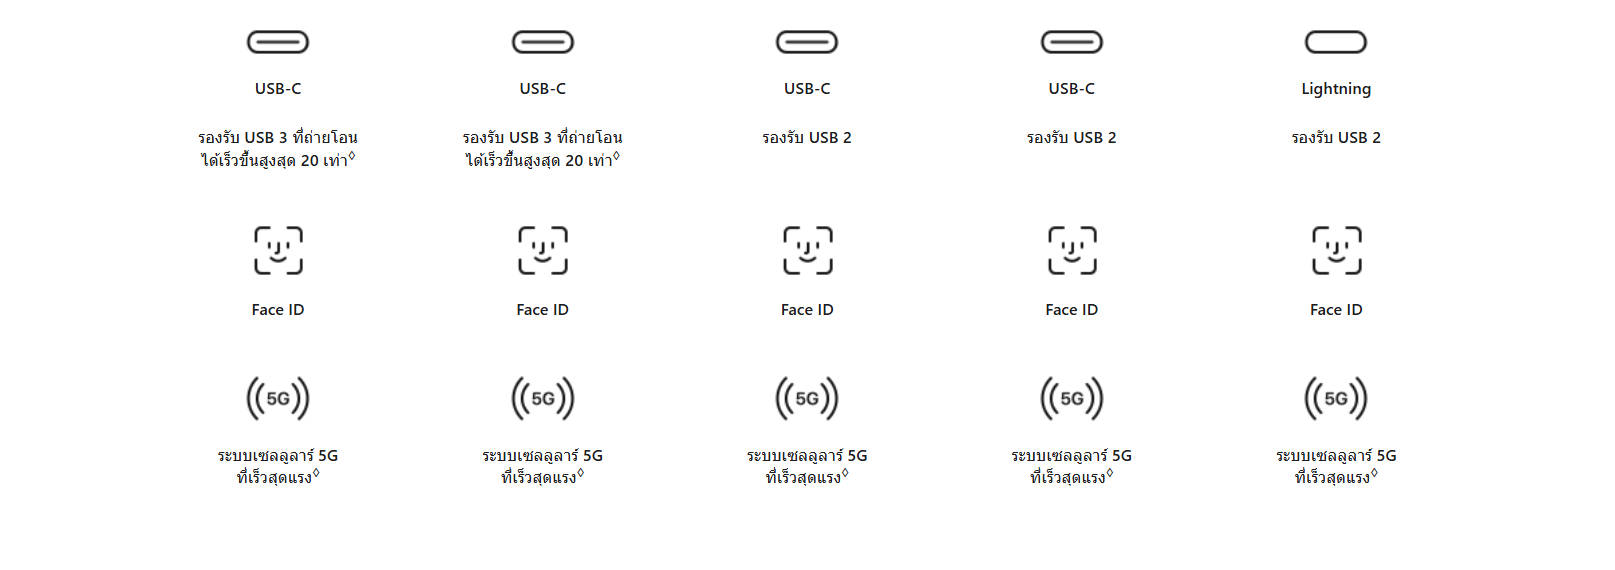 USB-C USB-C USB-C USB-C Lightning
รองรับ USB 3 ที่ถ่ายโอน รองรับ USB 3 ที่ถ่ายโอน รองรับ USB 2 รองรับ USB 2 รองรับ USB 2
ได้เร็วขึ้นสูงสุด 20 เท่า◊ ได้เร็วขึ้นสูงสุด 20 เท่า◊
Face ID Face ID Face ID Face ID Face ID
5G 5G 5G 5G 5G
ระบบเซลลูลาร์ 5G ระบบเซลลูลาร์ 5G ระบบเซลลูลาร์ 5G ระบบเซลลูลาร์ 5G ระบบเซลลูลาร์ 5G
ที่เร็วสุดแรง◊ ที่เร็วสุดแรง◊ ที่เร็วสุดแรง◊ ที่เร็วสุดแรง◊ ที่เร็วสุดแรง◊